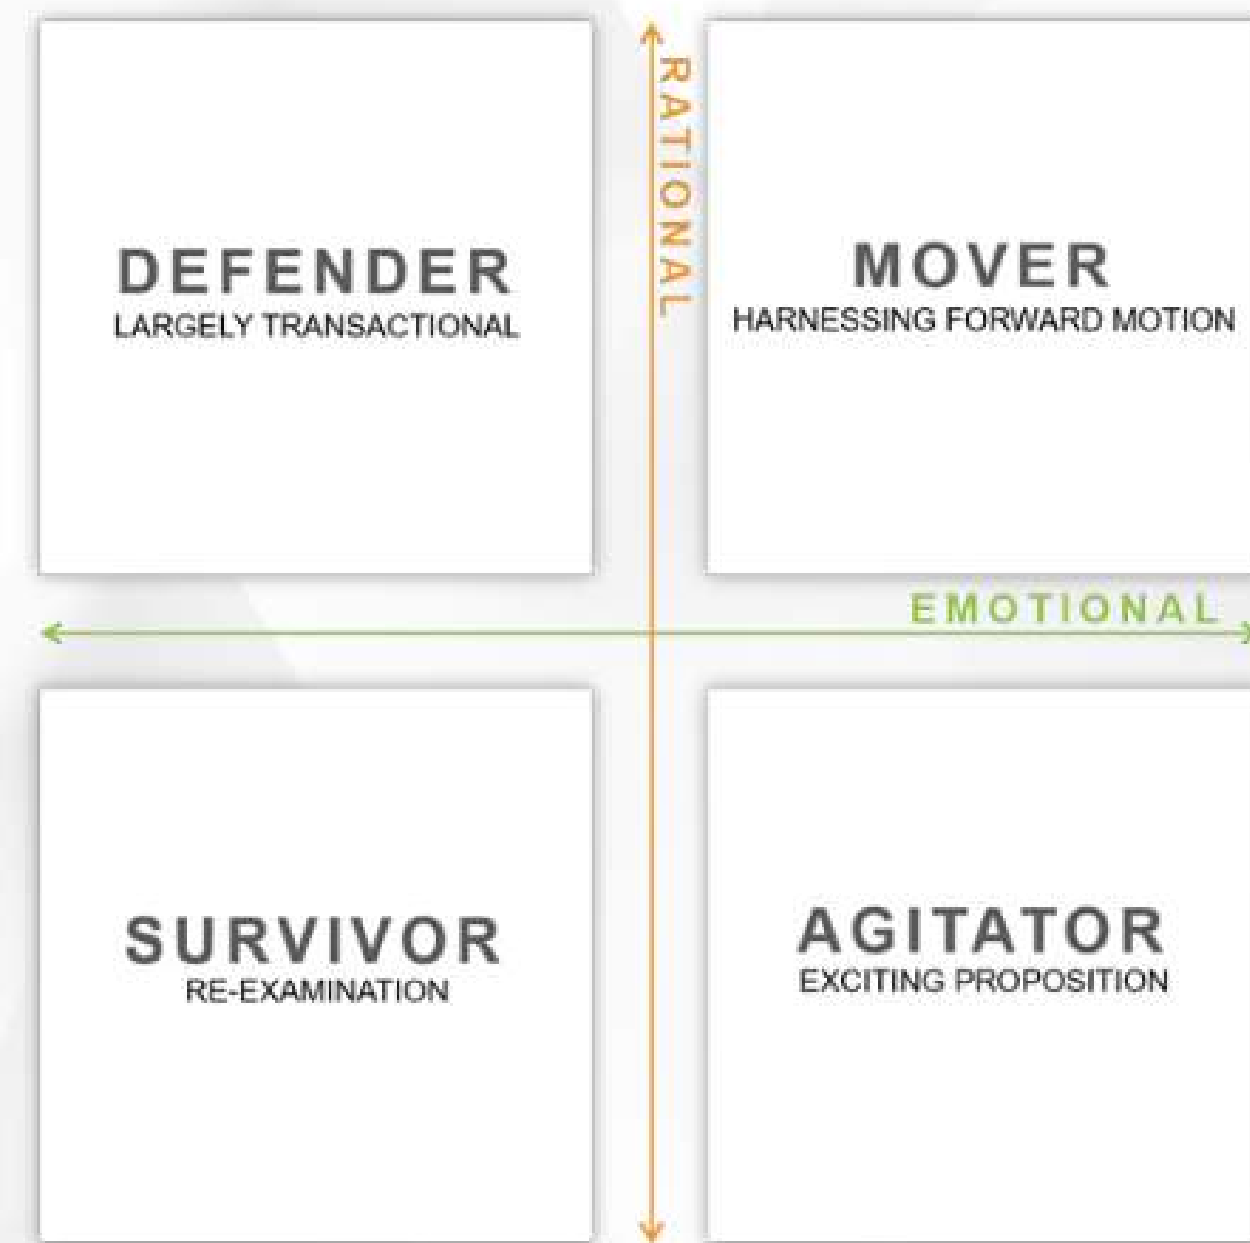 RATIONAL
DEFENDER
LARGELY TRANSACTIONAL
MOVER
HARNESSING FORWARD MOTION
EMOTIONAL
SURVIVOR
RE-EXAMINATION
AGITATOR
EXCITING PROPOSITION